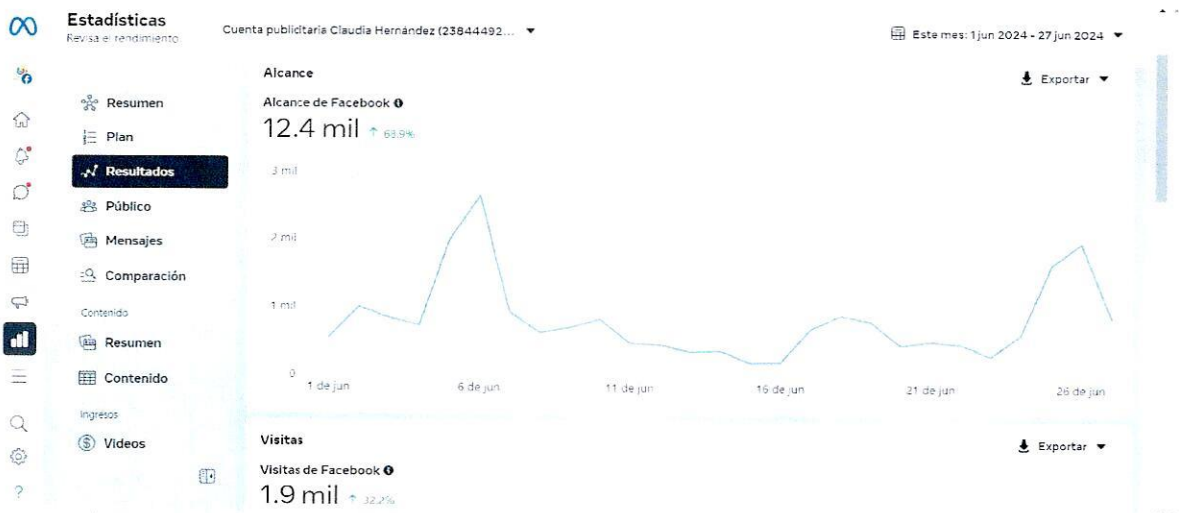 Estadísticas
Revisa el rendimiento
Cuenta publicitaria Claudia Hernández (23844492...
Este mes: 1 jun 2024 - 27 jun 2024
Resumen
Plan
Resultados
Público
Mensajes
Comparación
Contenido
Resumen
Contenido
Ingresos
Videos
Alcance
Exportar
Alcance de Facebook
12.4 mil ↑ 63.9%
3 mil
2 mil
1 mil
0
1 de jun
6 de jun
11 de jun
16 de jun
21 de jun
26 de jun
Visitas
Exportar
Visitas de Facebook
1.9 mil ↑ 32.2%